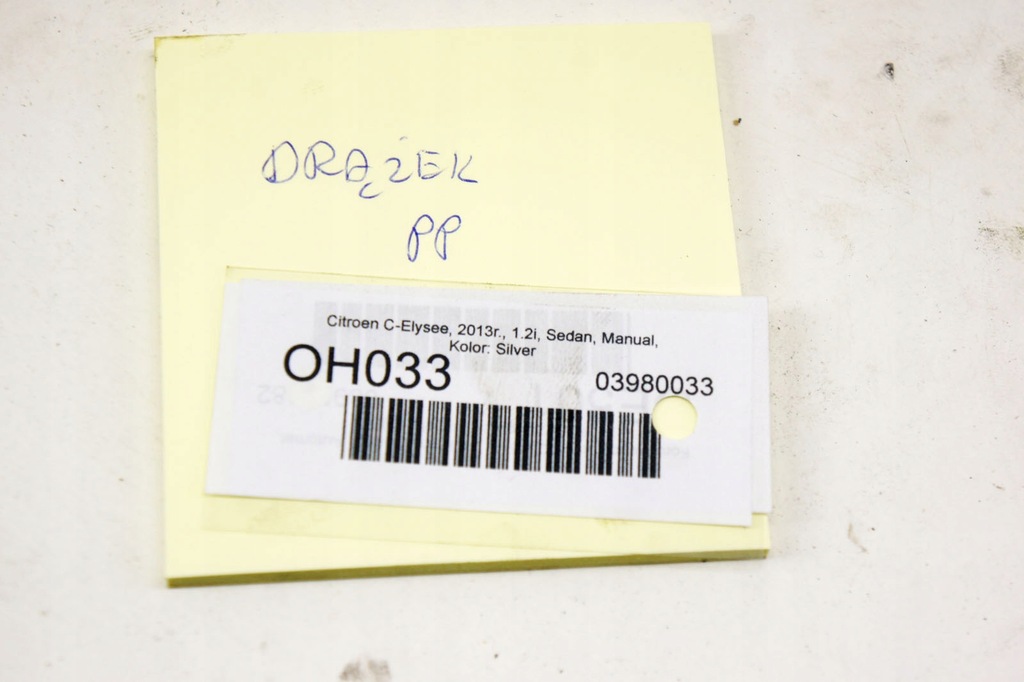 DRĄŻEK
PP
Citroen C-Elysee, 2013r., 1.2i, Sedan, Manual,
Kolor: Silver
OH033
03980033